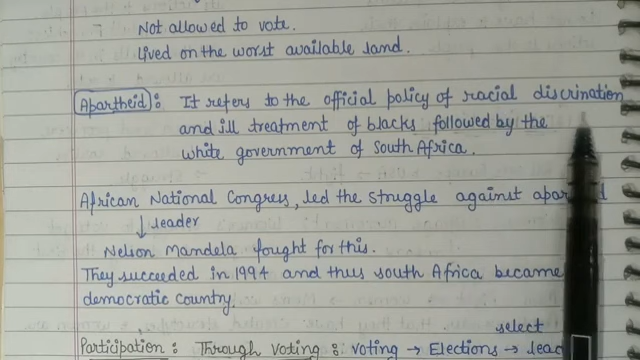 - Not allowed to vote.
lived on the worst available land.
Apartheid : It refers to the official policy of racial discrination
and ill treatment of blacks followed by the
white government of South Africa.
African National Congress, led the struggle against
↓ leader
Nelson Mandela fought for this.
They succeeded in 1994 and thus south Africa became
democratic country.
select
Participation : Through voting : voting → Elections →